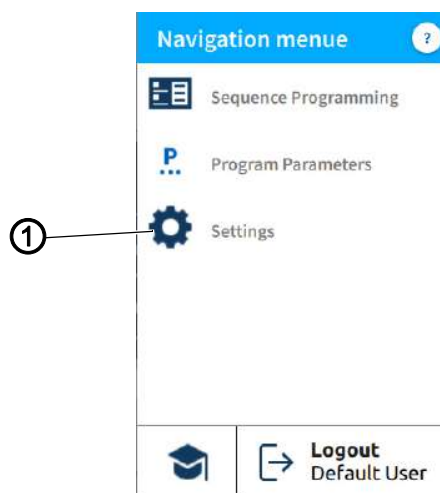 Navigation menue ?
Sequence Programming
P
Program Parameters
1
Settings
Logout
Default User